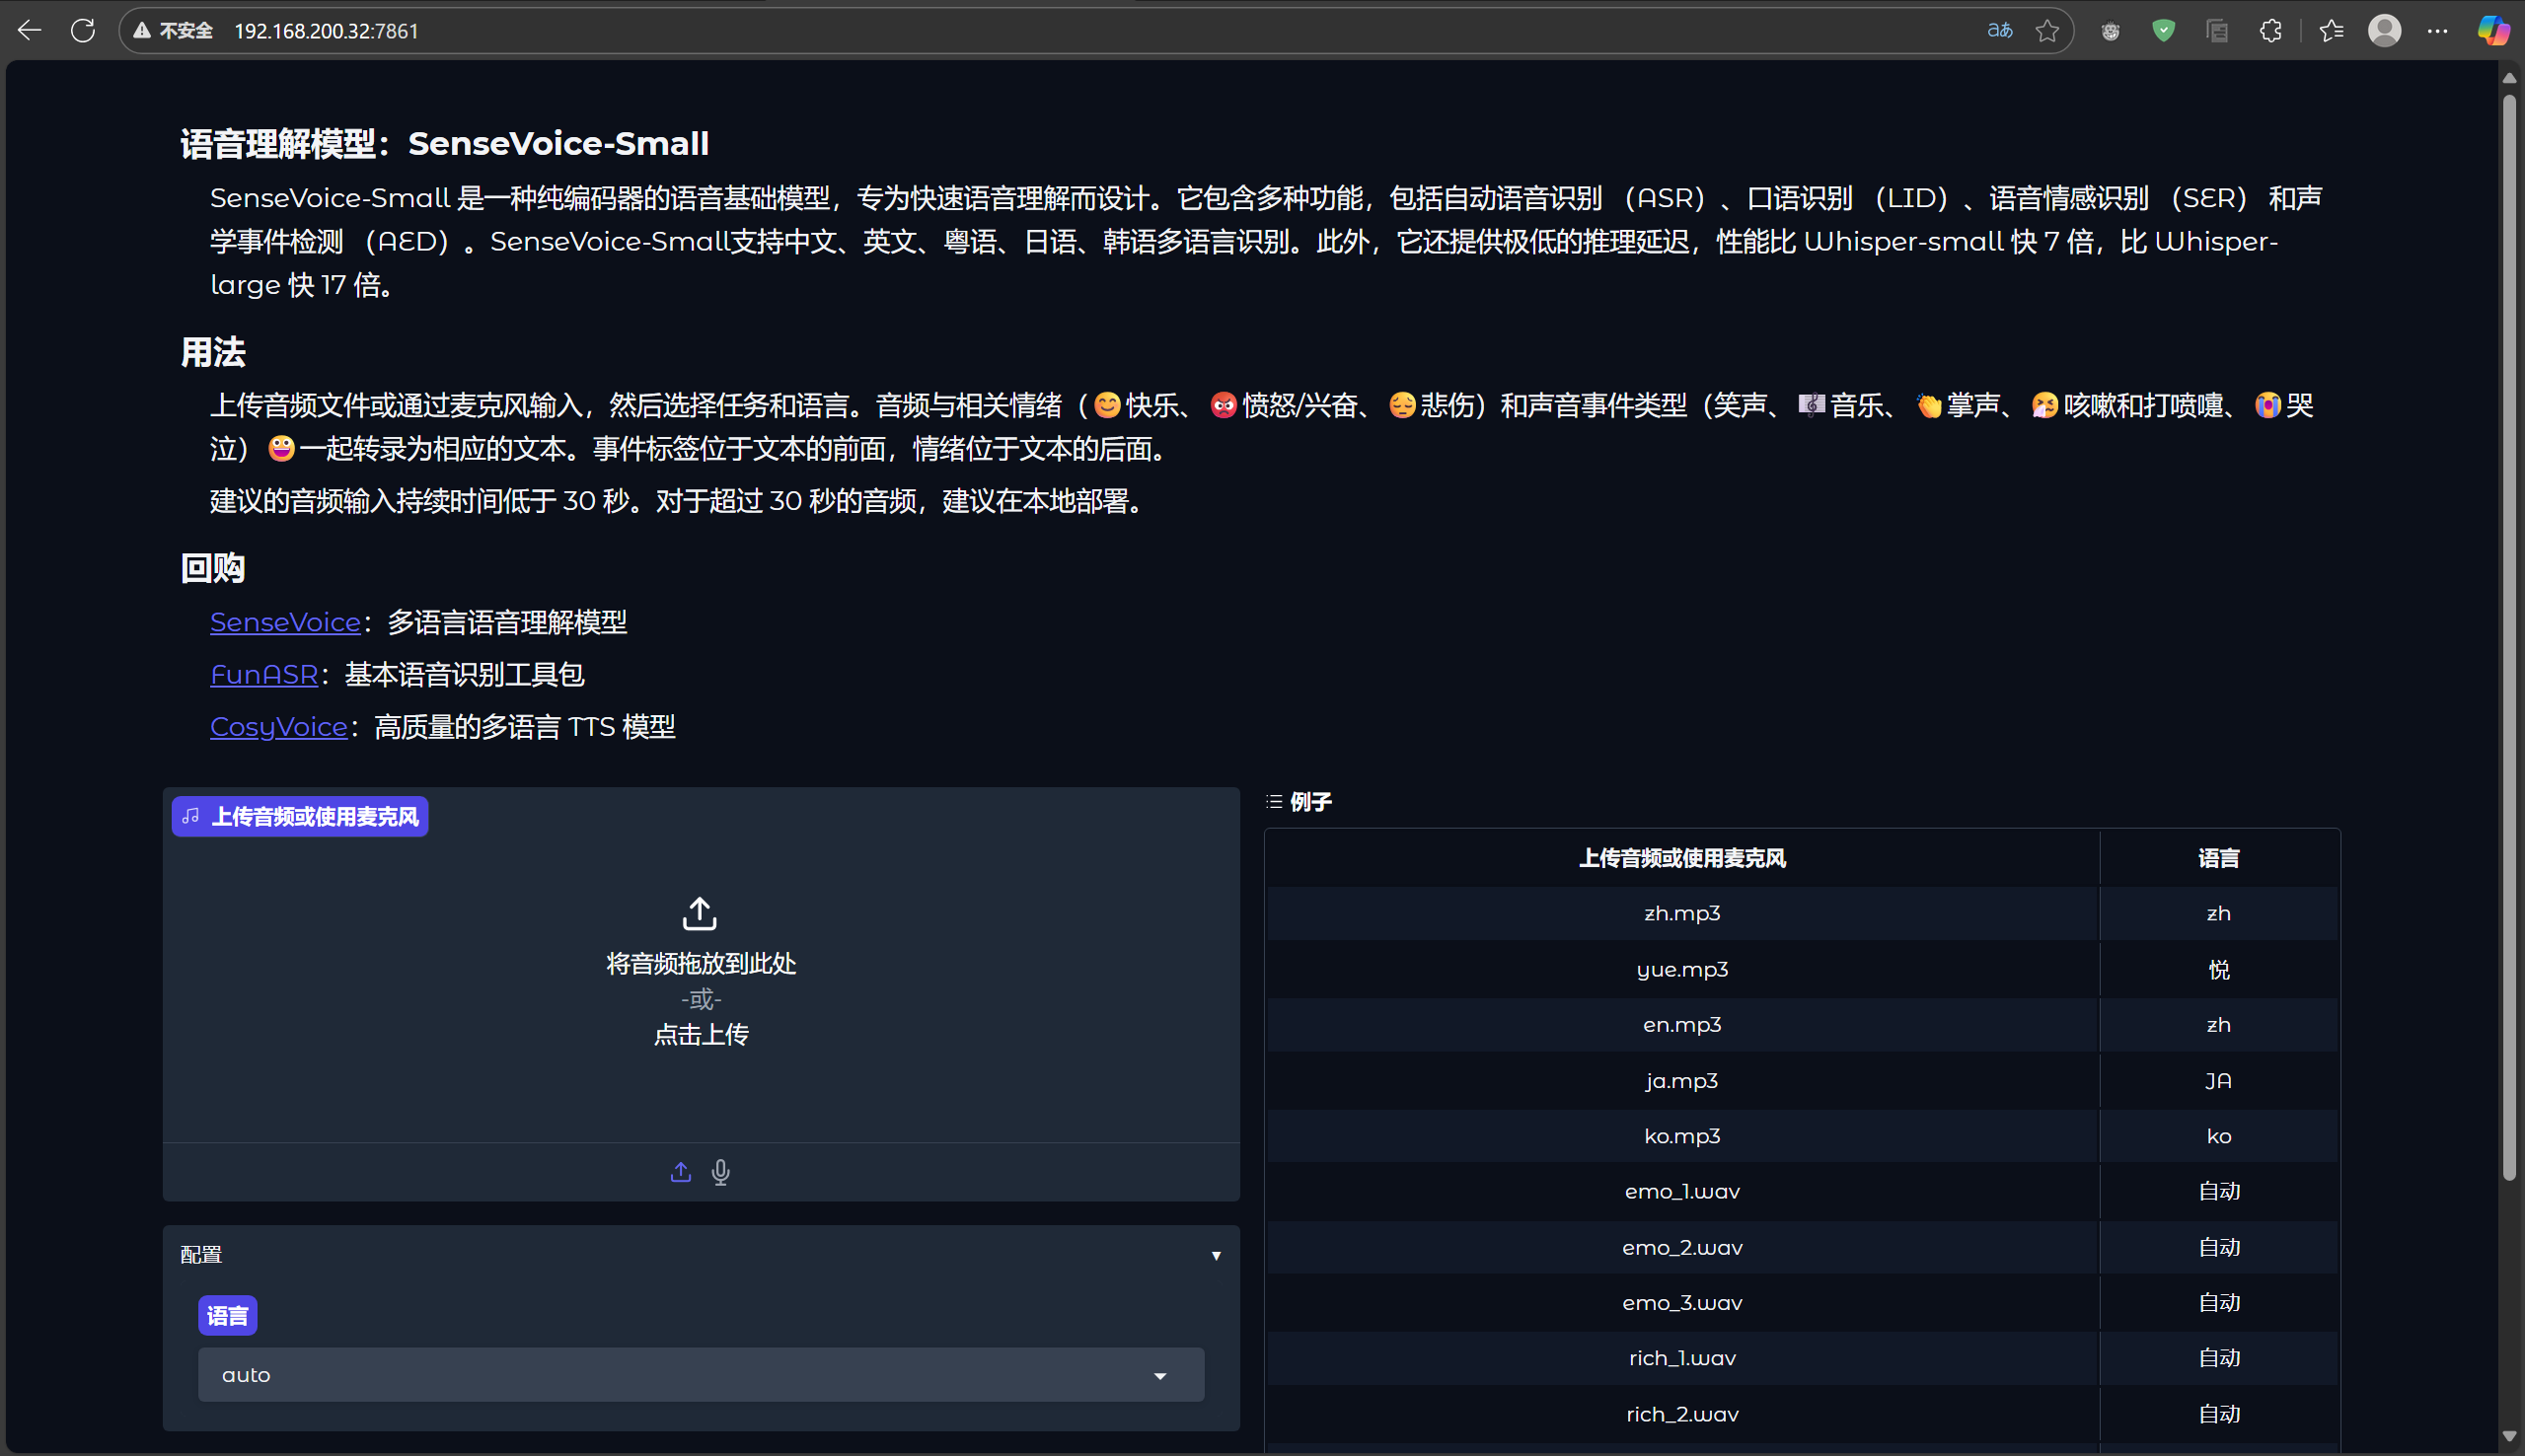 不安全 192.168.200.32:7861
语音理解模型：SenseVoice-Small
SenseVoice-Small 是一种纯编码器的语音基础模型，专为快速语音理解而设计。它包含多种功能，包括自动语音识别 （ASR）、口语识别 （LID）、语音情感识别 （SER） 和声
学事件检测 （AED）。SenseVoice-Small支持中文、英文、粤语、日语、韩语多语言识别。此外，它还提供极低的推理延迟，性能比 Whisper-small 快 7 倍，比 Whisper-
large 快 17 倍。
用法
上传音频文件或通过麦克风输入，然后选择任务和语言。音频与相关情绪（😊快乐、😡愤怒/兴奋、😔悲伤）和声音事件类型（笑声、🎼音乐、👏掌声、🤧咳嗽和打喷嚏、😭哭
泣）😀一起转录为相应的文本。事件标签位于文本的前面，情绪位于文本的后面。
建议的音频输入持续时间低于 30 秒。对于超过 30 秒的音频，建议在本地部署。
回购
SenseVoice：多语言语音理解模型
FunASR：基本语音识别工具包
CosyVoice：高质量的多语言 TTS 模型
上传音频或使用麦克风
将音频拖放到此处
-或-
点击上传
配置
语言
auto
例子
上传音频或使用麦克风 语言
zh.mp3 zh
yue.mp3 悦
en.mp3 zh
ja.mp3 JA
ko.mp3 ko
emo_1.wav 自动
emo_2.wav 自动
emo_3.wav 自动
rich_1.wav 自动
rich_2.wav 自动